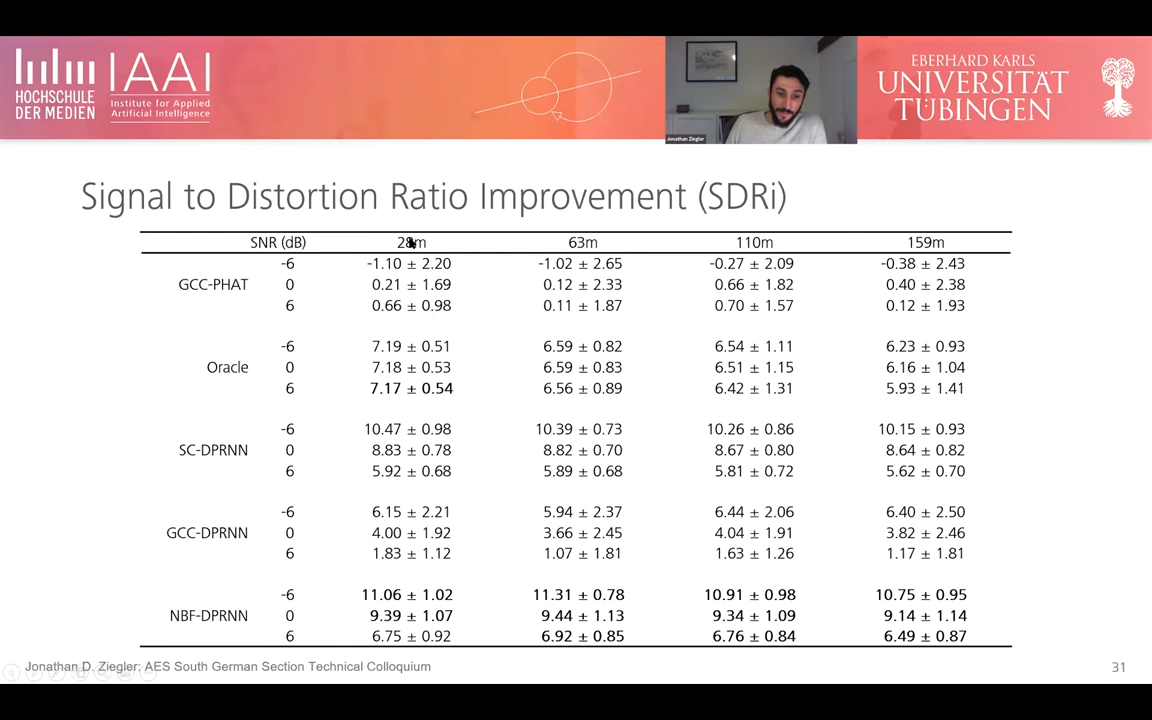 HOCHSCHULE
DER MEDIEN
IAAI
Institute for Applied
Artificial Intelligence
Jonathan Ziegler
EBERHARD KARLS
UNIVERSITÄT
TÜBINGEN
Signal to Distortion Ratio Improvement (SDRi)
SNR (dB) 28m 63m 110m 159m
-6 -1.10 ± 2.20 -1.02 ± 2.65 -0.27 ± 2.09 -0.38 ± 2.43
GCC-PHAT 0 0.21 ± 1.69 0.12 ± 2.33 0.66 ± 1.82 0.40 ± 2.38
6 0.66 ± 0.98 0.11 ± 1.87 0.70 ± 1.57 0.12 ± 1.93
-6 7.19 ± 0.51 6.59 ± 0.82 6.54 ± 1.11 6.23 ± 0.93
Oracle 0 7.18 ± 0.53 6.59 ± 0.83 6.51 ± 1.15 6.16 ± 1.04
6 7.17 ± 0.54 6.56 ± 0.89 6.42 ± 1.31 5.93 ± 1.41
-6 10.47 ± 0.98 10.39 ± 0.73 10.26 ± 0.86 10.15 ± 0.93
SC-DPRNN 0 8.83 ± 0.78 8.82 ± 0.70 8.67 ± 0.80 8.64 ± 0.82
6 5.92 ± 0.68 5.89 ± 0.68 5.81 ± 0.72 5.62 ± 0.70
-6 6.15 ± 2.21 5.94 ± 2.37 6.44 ± 2.06 6.40 ± 2.50
GCC-DPRNN 0 4.00 ± 1.92 3.66 ± 2.45 4.04 ± 1.91 3.82 ± 2.46
6 1.83 ± 1.12 1.07 ± 1.81 1.63 ± 1.26 1.17 ± 1.81
-6 11.06 ± 1.02 11.31 ± 0.78 10.91 ± 0.98 10.75 ± 0.95
NBF-DPRNN 0 9.39 ± 1.07 9.44 ± 1.13 9.34 ± 1.09 9.14 ± 1.14
6 6.75 ± 0.92 6.92 ± 0.85 6.76 ± 0.84 6.49 ± 0.87
Jonathan D. Ziegler: AES South German Section Technical Colloquium
31